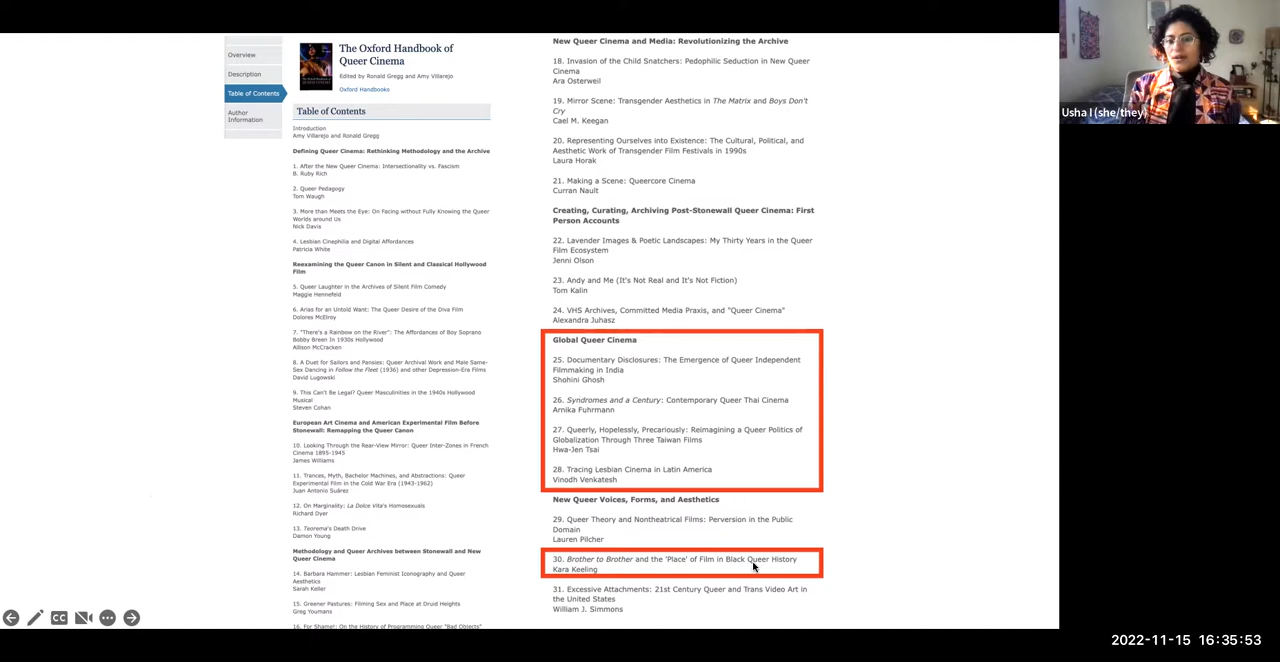 Overview
Description
Table of Contents
Author
Information
The Oxford Handbook of
Queer Cinema
Edited by Ronald Gregg and Amy Villarejo
Oxford Handbooks
Table of Contents
Introduction
Amy Villarejo and Ronald Gregg
Defining Queer Cinema: Rethinking Methodology and the Archive
1. After the New Queer Cinema: Intersectionality vs. Fascism
B. Ruby Rich
2. Queer Pedagogy
Tom Waugh
3. More than Meets the Eye: On Facing without Fully Knowing the Queer
Worlds around Us
Nick Davis
4. Lesbian Cinephilia and Digital Affordances
Patricia White
Reexamining the Queer Canon in Silent and Classical Hollywood
Film
5. Queer Laughter in the Archives of Silent Film Comedy
Maggie Hennefeld
6. Arias for an Untold Want: The Queer Desire of the Diva Film
Dolores McElroy
7. "There's a Rainbow on the River": The Affordances of Boy Soprano
Bobby Breen In 1930s Hollywood
Allison McCracken
8. A Duet for Sailors and Pansies: Queer Archival Work and Male Same-
Sex Dancing in Follow the Fleet (1936) and other Depression-Era Films
David Lugowski
9. This Can't Be Legal? Queer Masculinities in the 1940s Hollywood
Musical
Steven Cohan
European Art Cinema and American Experimental Film Before
Stonewall: Remapping the Queer Canon
10. Looking Through the Rear-View Mirror: Queer Inter-Zones in French
Cinema 1895-1945
James Williams
11. Trances, Myth, Bachelor Machines, and Abstractions: Queer
Experimental Film in the Cold War Era (1943-1962)
Juan Antonio Suárez
12. On Marginality: La Dolce Vita's Homosexuals
Richard Dyer
13. Teorema's Death Drive
Damon Young
Methodology and Queer Archives between Stonewall and New
Queer Cinema
14. Barbara Hammer: Lesbian Feminist Iconography and Queer
Aesthetics
Sarah Keller
15. Greener Pastures: Filming Sex and Place at Druid Heights
Greg Youmans
16. For Shame!: On the History of Programming Queer "Bad Objects"
New Queer Cinema and Media: Revolutionizing the Archive
18. Invasion of the Child Snatchers: Pedophilic Seduction in New Queer
Cinema
Ara Osterweil
19. Mirror Scene: Transgender Aesthetics in The Matrix and Boys Don't
Cry
Cael M. Keegan
20. Representing Ourselves into Existence: The Cultural, Political, and
Aesthetic Work of Transgender Film Festivals in 1990s
Laura Horak
21. Making a Scene: Queercore Cinema
Curran Nault
Creating, Curating, Archiving Post-Stonewall Queer Cinema: First
Person Accounts
22. Lavender Images & Poetic Landscapes: My Thirty Years in the Queer
Film Ecosystem
Jenni Olson
23. Andy and Me (It's Not Real and It's Not Fiction)
Tom Kalin
24. VHS Archives, Committed Media Praxis, and "Queer Cinema"
Alexandra Juhasz
Global Queer Cinema
25. Documentary Disclosures: The Emergence of Queer Independent
Filmmaking in India
Shohini Ghosh
26. Syndromes and a Century: Contemporary Queer Thai Cinema
Arnika Fuhrmann
27. Queerly, Hopelessly, Precariously: Reimagining a Queer Politics of
Globalization Through Three Taiwan Films
Hwa-Jen Tsai
28. Tracing Lesbian Cinema in Latin America
Vinodh Venkatesh
New Queer Voices, Forms, and Aesthetics
29. Queer Theory and Nontheatrical Films: Perversion in the Public
Domain
Lauren Pilcher
30. Brother to Brother and the 'Place' of Film in Black Queer History
Kara Keeling
31. Excessive Attachments: 21st Century Queer and Trans Video Art in
the United States
William J. Simmons
CC
Usha I (she/they)
2022-11-15 16:35:53